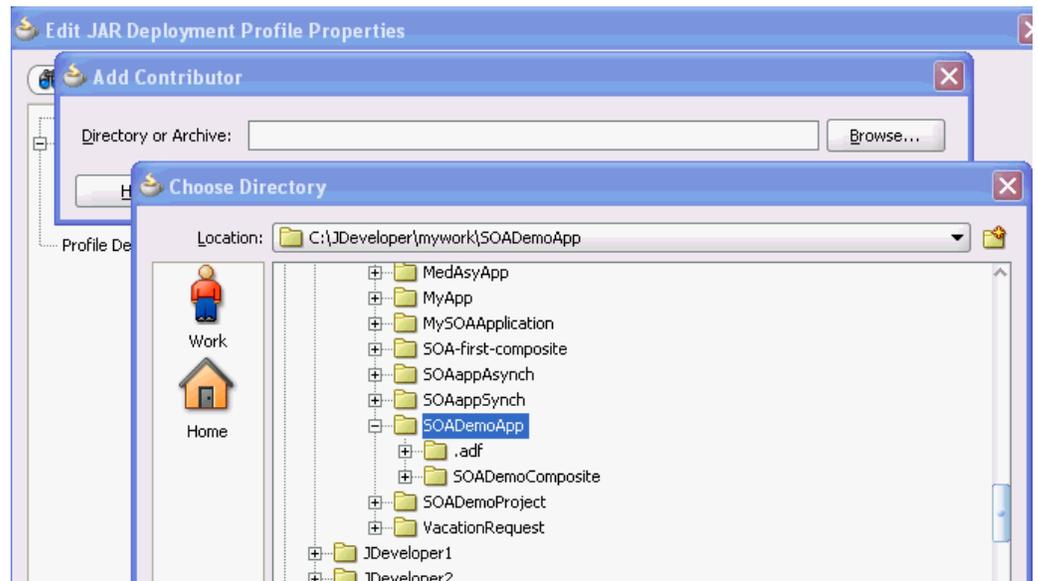 Edit JAR Deployment Profile Properties
Add Contributor
Directory or Archive:
Browse...
H
Choose Directory
Profile De
Location:
C:\JDeveloper\mywork\SOADemoApp
Work
Home
MedAsyApp
MyApp
MySOAApplication
SOA-first-composite
SOAappAsynch
SOAappSynch
SOADemoApp
.adf
SOADemoComposite
SOADemoProject
VacationRequest
JDeveloper1
JDeveloper2